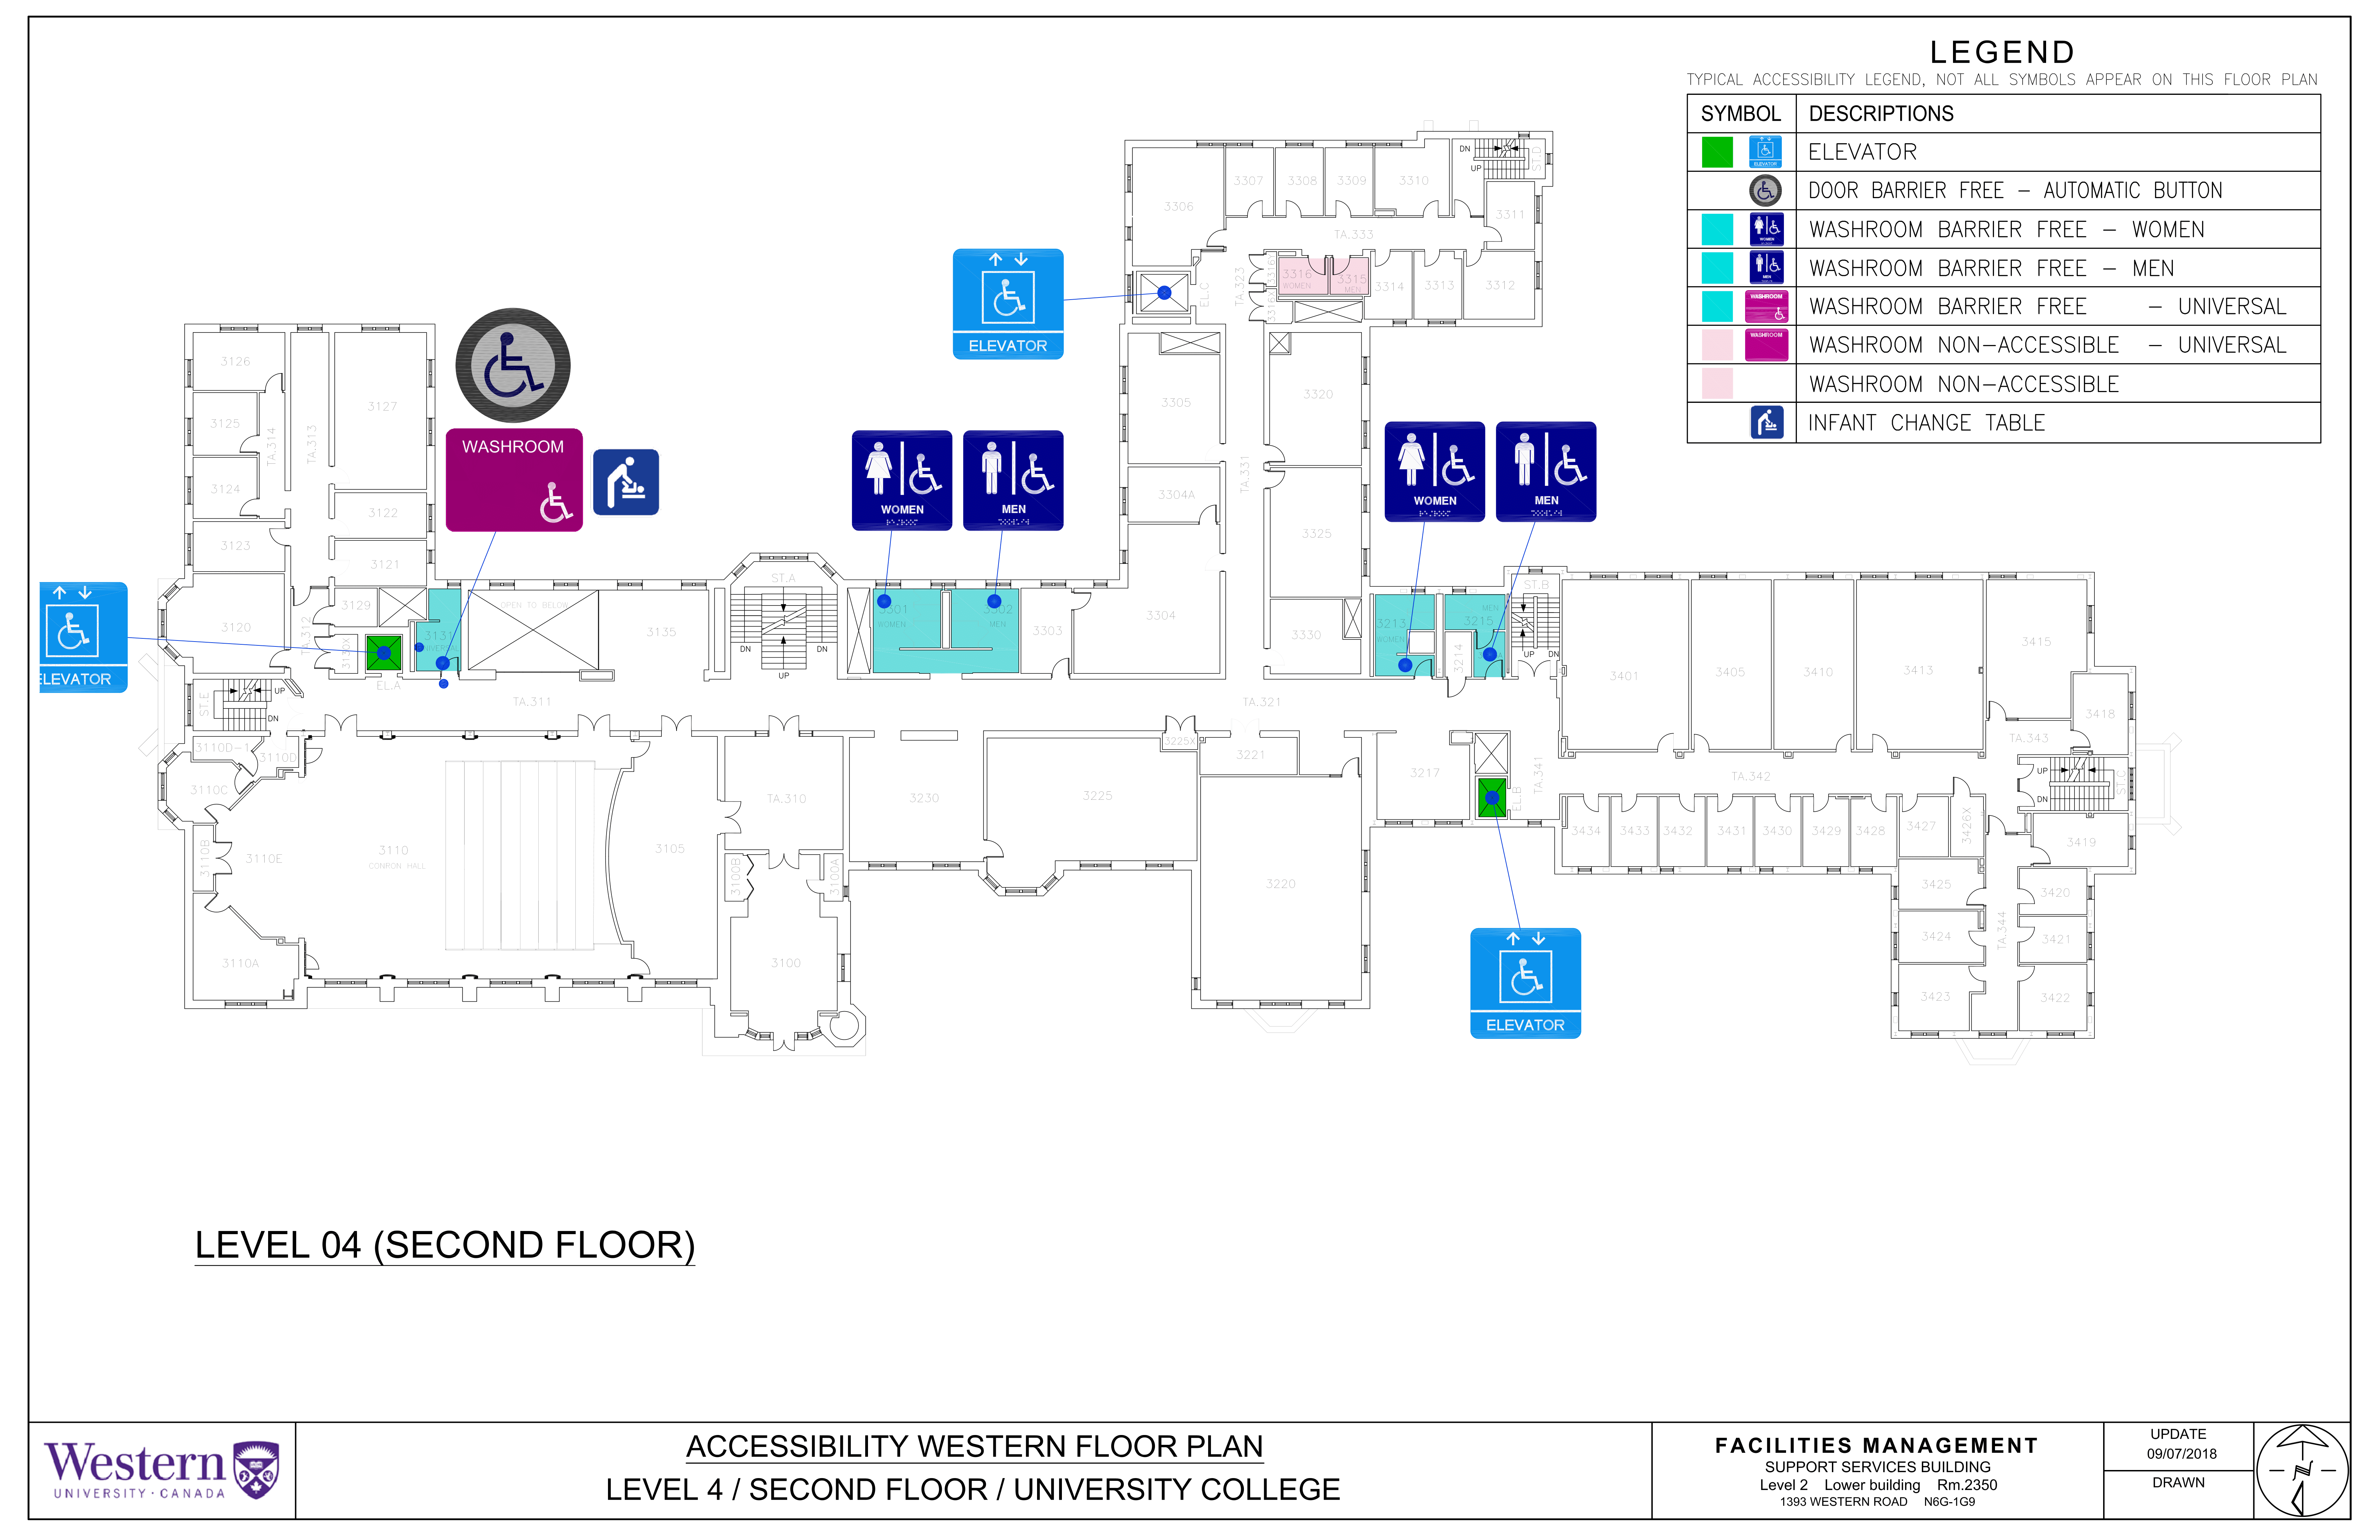 LEGEND
TYPICAL ACCESSIBILITY LEGEND, NOT ALL SYMBOLS APPEAR ON THIS FLOOR PLAN
SYMBOL DESCRIPTIONS
ELEVATOR ELEVATOR
DOOR BARRIER FREE - AUTOMATIC BUTTON
WOMEN WASHROOM BARRIER FREE - WOMEN
MEN WASHROOM BARRIER FREE - MEN
WASHROOM WASHROOM BARRIER FREE - UNIVERSAL
WASHROOM WASHROOM NON-ACCESSIBLE - UNIVERSAL
WASHROOM NON-ACCESSIBLE
INFANT CHANGE TABLE
DN
UP
ST.D
3307
3308
3309
3310
3306
3311
TA.333
TA.323
EL.C
3316
WOMEN
3315
MEN
3314
3313
3312
ELEVATOR
3126
3127
3125
TA.314
TA.313
3124
3122
3123
3121
3305
3320
3304A
TA.331
3325
WASHROOM
WOMEN
MEN
WOMEN
MEN
3129
3120
TA.312
3130X
3131
EL.A
ELEVATOR
OPEN TO BELOW
3135
ST.A
DN
DN
UP
3301
WOMEN
3302
MEN
3303
3304
3330
3213
WOMEN
MEN
3215
3214
ST.B
UP
DN
3401
3405
3410
3413
3415
3418
ST.E
UP
DN
TA.311
TA.321
3110D-1
3110D
3110C
3110B
3110E
3110
CONRON HALL
3110A
3105
TA.310
3100B
3100A
3100
3230
3225
3225X
3221
3220
3217
EL.B
TA.341
TA.342
TA.343
UP
DN
ST.C
3434
3433
3432
3431
3430
3429
3428
3427
3426X
3419
3425
3420
3424
TA.344
3421
3423
3422
ELEVATOR
LEVEL 04 (SECOND FLOOR)
Western
UNIVERSITY · CANADA
ACCESSIBILITY WESTERN FLOOR PLAN
LEVEL 4 / SECOND FLOOR / UNIVERSITY COLLEGE
FACILITIES MANAGEMENT
SUPPORT SERVICES BUILDING
Level 2 Lower building Rm.2350
1393 WESTERN ROAD N6G-1G9
UPDATE
09/07/2018
DRAWN
N